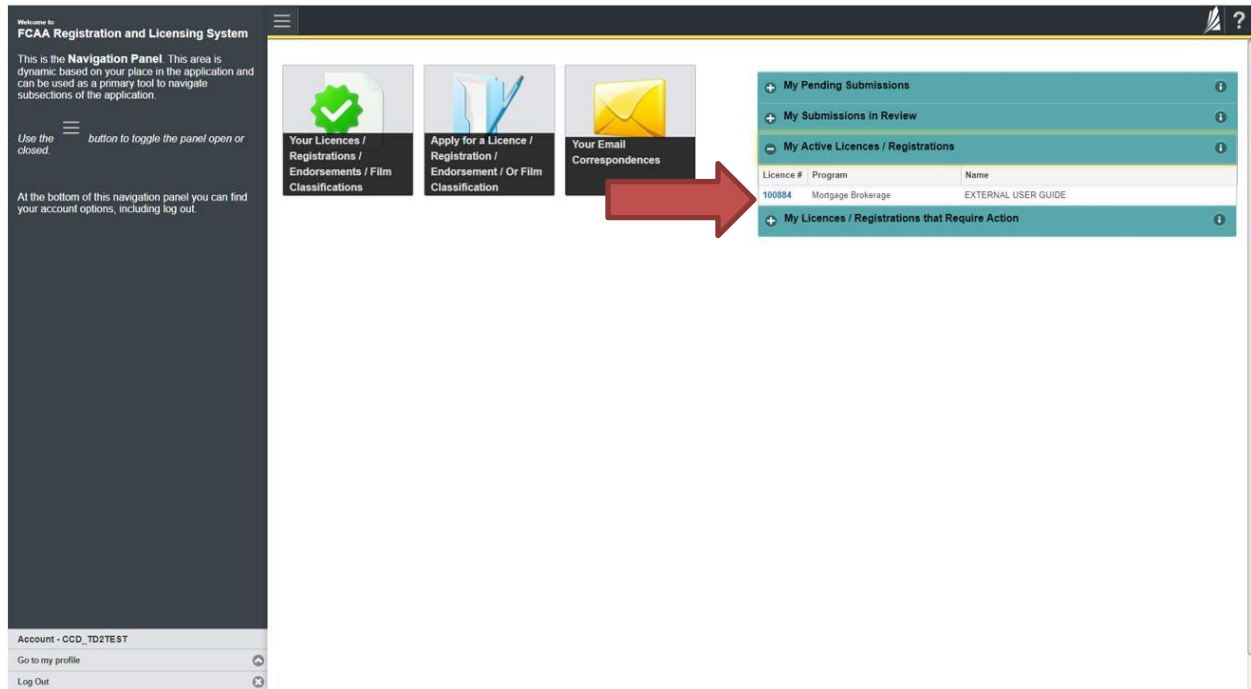 Welcome to
FCAA Registration and Licensing System
This is the Navigation Panel. This area is
dynamic based on your place in the application and
can be used as a primary tool to navigate
subsections of the application.
Use the button to toggle the panel open or
closed.
At the bottom of this navigation panel you can find
your account options, including log out.
Account - CCD_TD2TEST
Go to my profile
Log Out
?
Your Licences /
Registrations /
Endorsements / Film
Classifications
Apply for a Licence /
Registration /
Endorsement / Or Film
Classification
Your Email
Correspondences
My Pending Submissions
My Submissions in Review
My Active Licences / Registrations
Licence # Program Name
100884 Mortgage Brokerage EXTERNAL USER GUIDE
My Licences / Registrations that Require Action